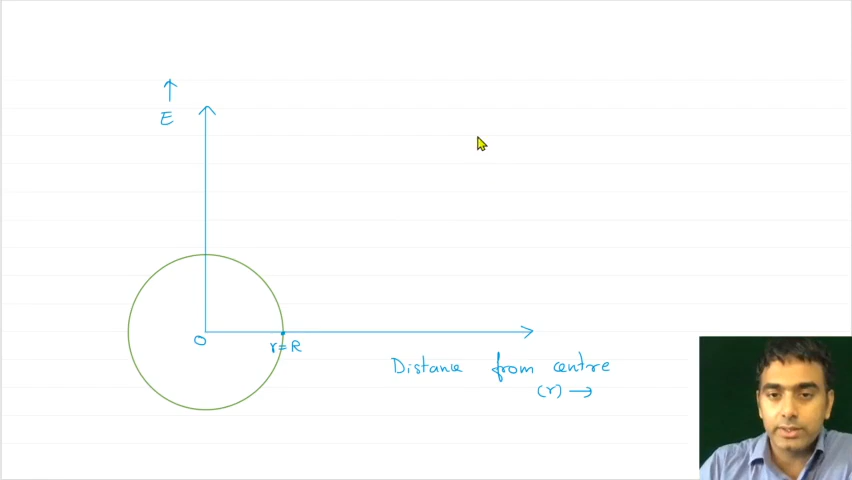 ↑
E
O
r=R
Distance from centre
(r) →